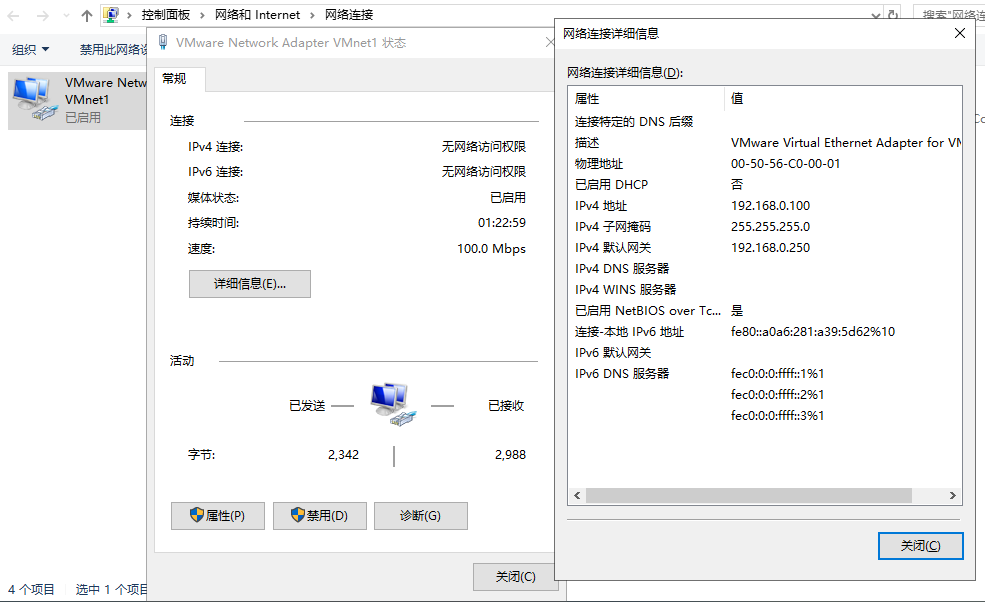 控制面板 › 网络和 Internet › 网络连接
搜索"网络连
组织
禁用此网络设
VMware Netw
VMnet1
已启用
VMware Network Adapter VMnet1 状态
常规
连接
IPv4 连接: 无网络访问权限
IPv6 连接: 无网络访问权限
媒体状态: 已启用
持续时间: 01:22:59
速度: 100.0 Mbps
详细信息(E)...
活动
已发送 已接收
字节: 2,342 2,988
属性(P) 禁用(D) 诊断(G)
关闭(C)
4 个项目 选中 1 个项目
网络连接详细信息
网络连接详细信息(D):
属性 值
连接特定的 DNS 后缀
描述 VMware Virtual Ethernet Adapter for VM
物理地址 00-50-56-C0-00-01
已启用 DHCP 否
IPv4 地址 192.168.0.100
IPv4 子网掩码 255.255.255.0
IPv4 默认网关 192.168.0.250
IPv4 DNS 服务器
IPv4 WINS 服务器
已启用 NetBIOS over Tc... 是
连接-本地 IPv6 地址 fe80::a0a6:281:a39:5d62%10
IPv6 默认网关
IPv6 DNS 服务器 fec0:0:0:ffff::1%1
fec0:0:0:ffff::2%1
fec0:0:0:ffff::3%1
关闭(C)